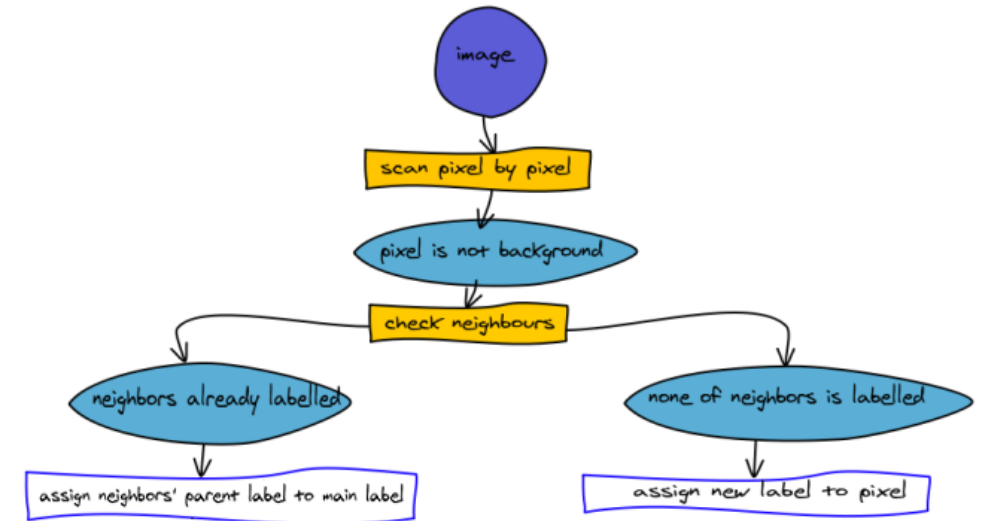 image
scan pixel by pixel
pixel is not background
check neighbours
neighbors already labelled
none of neighbors is labelled
assign neighbors' parent label to main label
assign new label to pixel